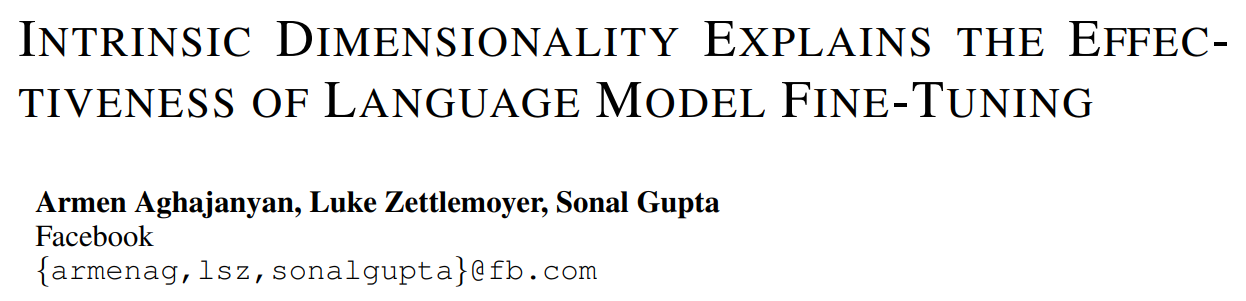 INTRINSIC DIMENSIONALITY EXPLAINS THE EFFEC-
TIVENESS OF LANGUAGE MODEL FINE-TUNING
Armen Aghajanyan, Luke Zettlemoyer, Sonal Gupta
Facebook
{armenag,lsz,sonalgupta}@fb.com